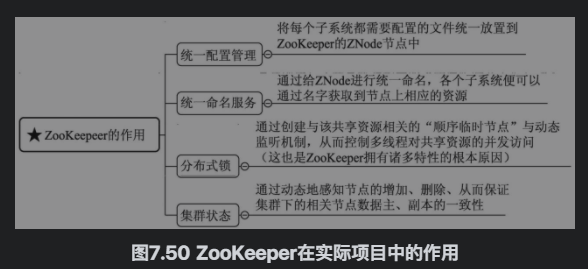 将每个子系统都需要配置的文件统一放置到
ZooKeeper的ZNode节点中
统一配置管理
通过给ZNode进行统一命名，各个子系统便可以
通过名字获取到节点上相应的资源
统一命名服务
★ ZooKeepeer的作用
通过创建与该共享资源相关的“顺序临时节点”与动态
监听机制，从而控制多线程对共享资源的并发访问
（这也是ZooKeeper拥有诸多特性的根本原因）
分布式锁
通过动态地感知节点的增加、删除、从而保证
集群下的相关节点数据主、副本的一致性
集群状态
图7.50 ZooKeeper在实际项目中的作用